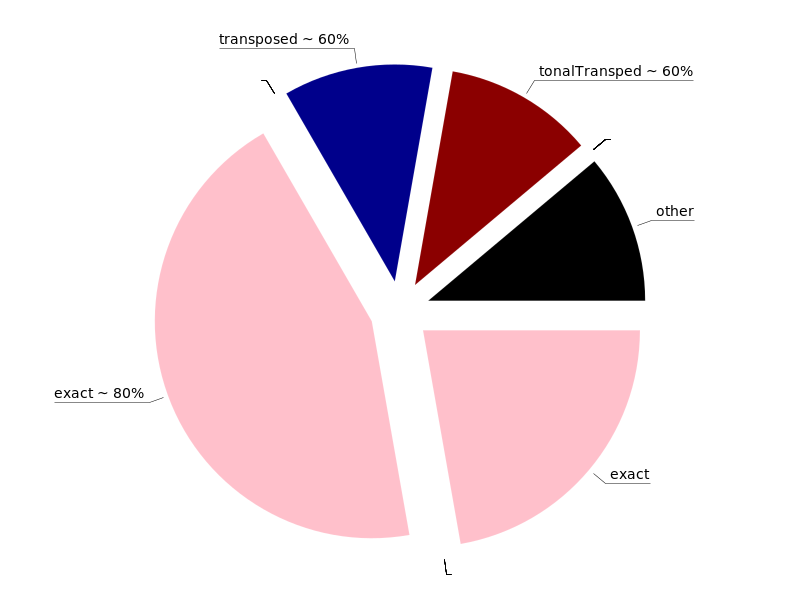 transposed ~ 60%
tonalTransped ~ 60%
other
exact ~ 80%
exact